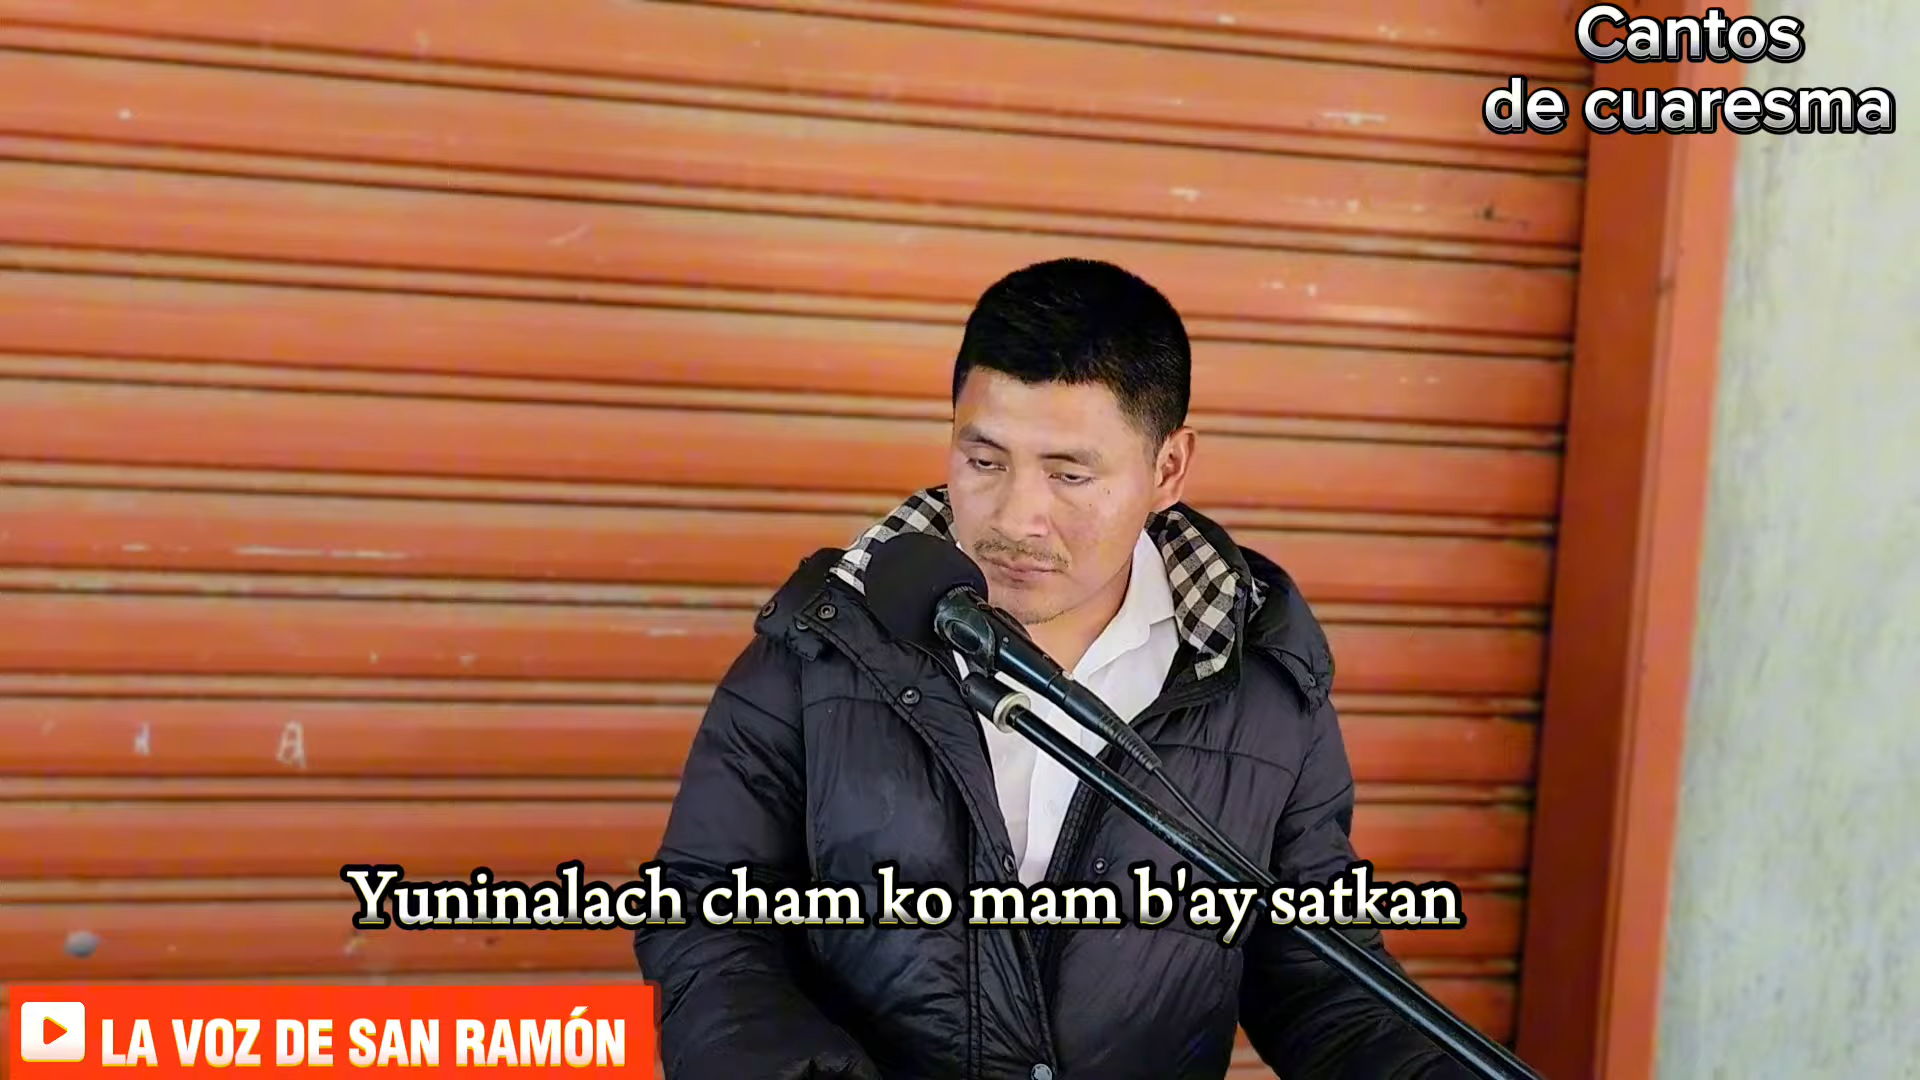 Cantos
de cuaresma
A
Yuninalach cham ko mam b'ay satkan
LA VOZ DE SAN RAMÓN